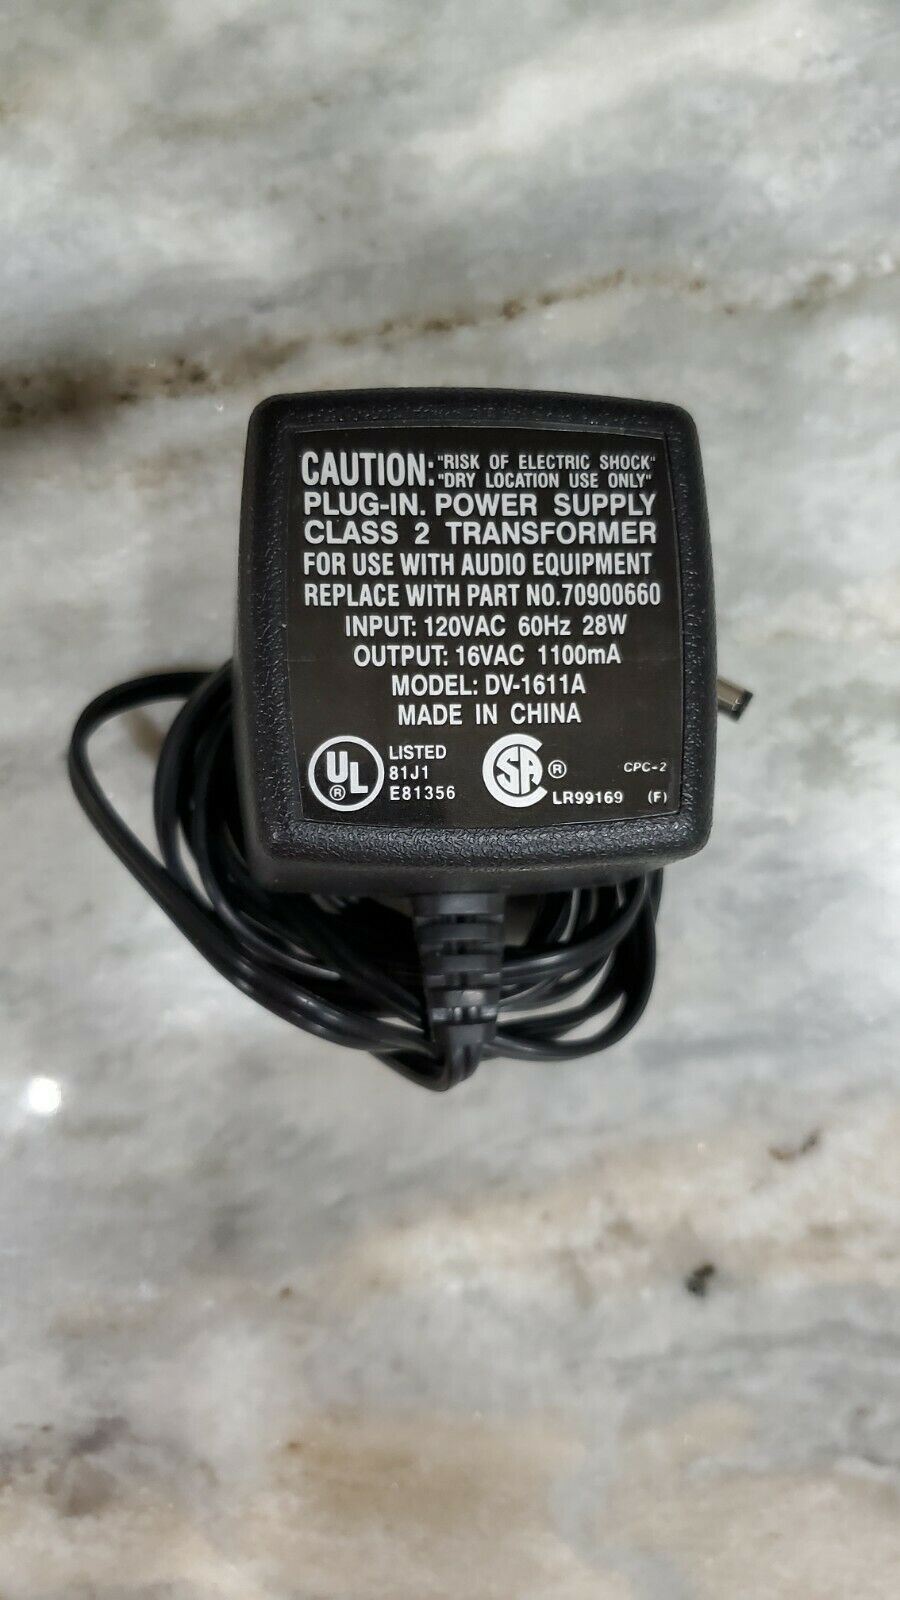 CAUTION: "RISK OF ELECTRIC SHOCK"
"DRY LOCATION USE ONLY"
PLUG-IN. POWER SUPPLY
CLASS 2 TRANSFORMER
FOR USE WITH AUDIO EQUIPMENT
REPLACE WITH PART NO.70900660
INPUT: 120VAC 60Hz 28W
OUTPUT: 16VAC 1100mA
MODEL: DV-1611A
MADE IN CHINA
UL ®
LISTED
81J1
E81356
CSA ®
LR99169
CPC-2
(F)